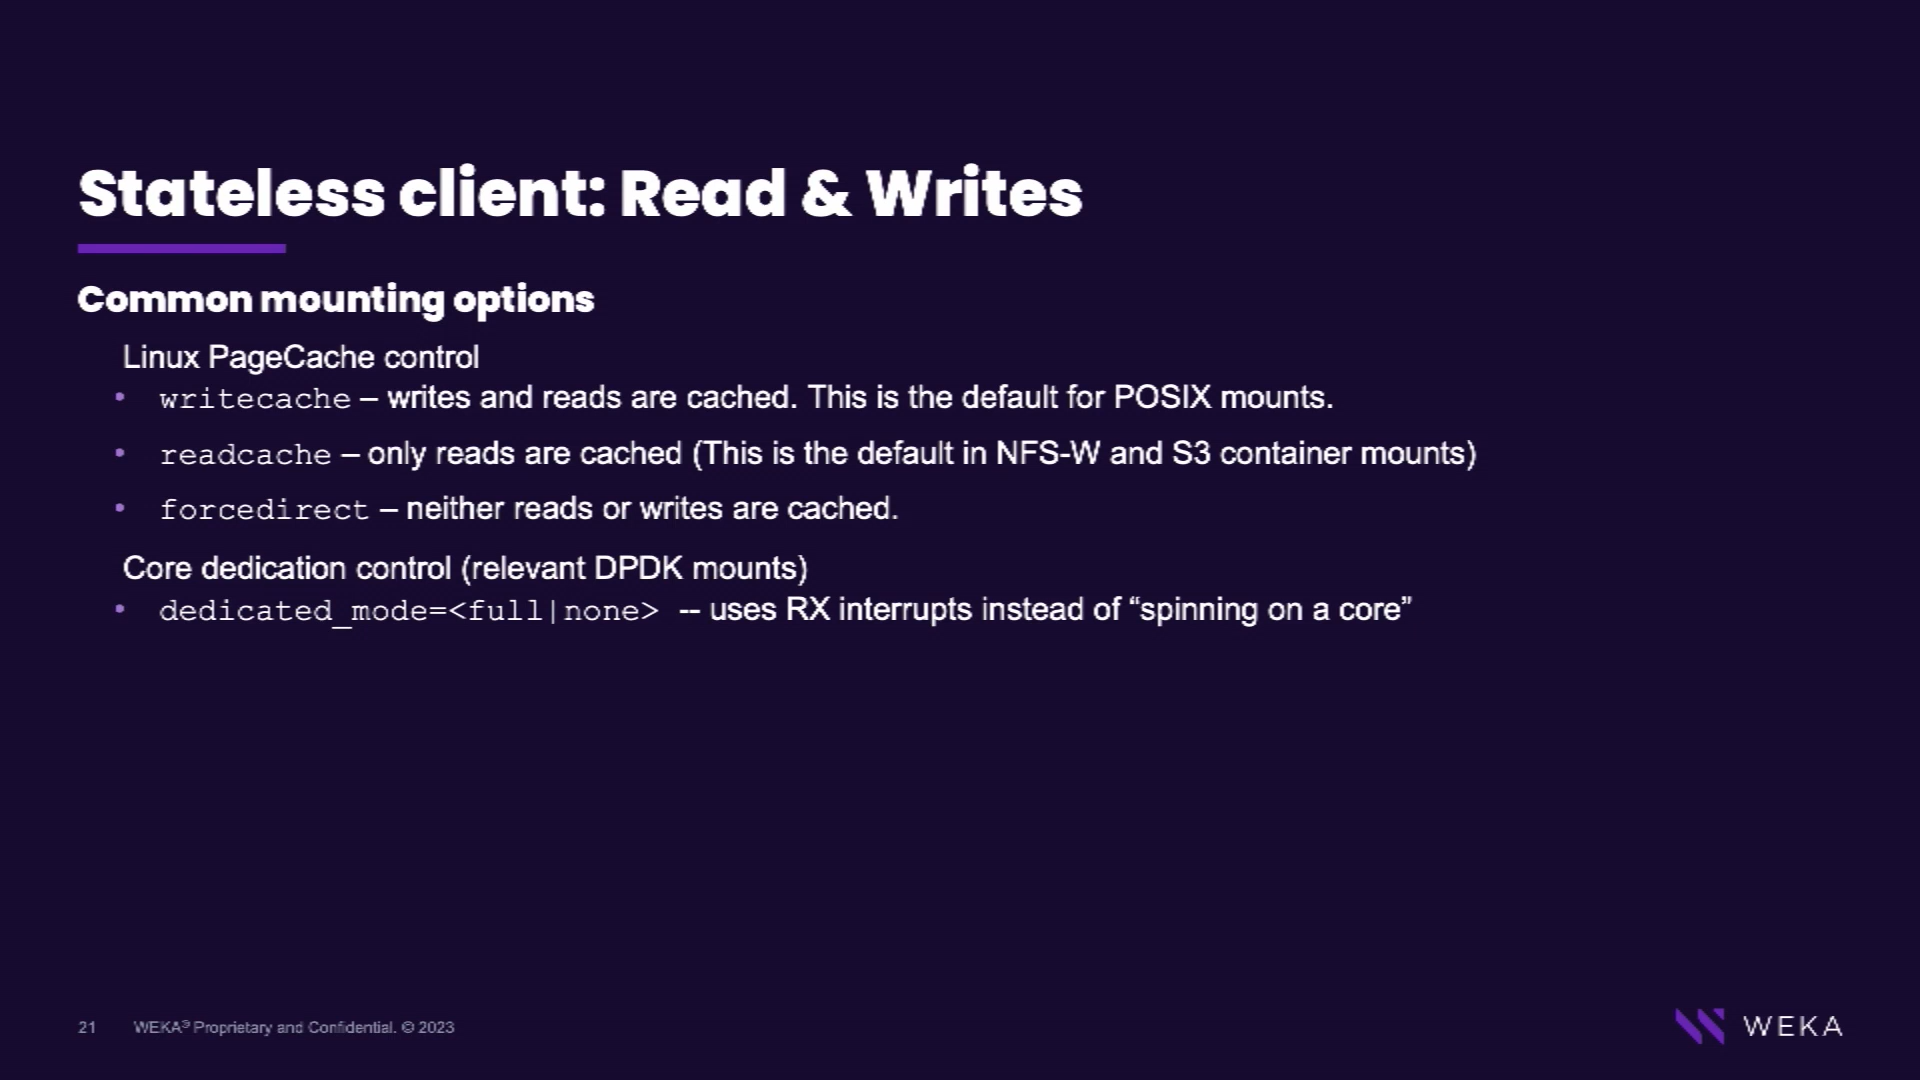 Stateless client: Read & Writes
Common mounting options
Linux PageCache control
• writecache – writes and reads are cached. This is the default for POSIX mounts.
• readcache – only reads are cached (This is the default in NFS-W and S3 container mounts)
• forcedirect – neither reads or writes are cached.
Core dedication control (relevant DPDK mounts)
• dedicated_mode=<full|none> -- uses RX interrupts instead of “spinning on a core”
21 WEKA® Proprietary and Confidential. © 2023
WEKA